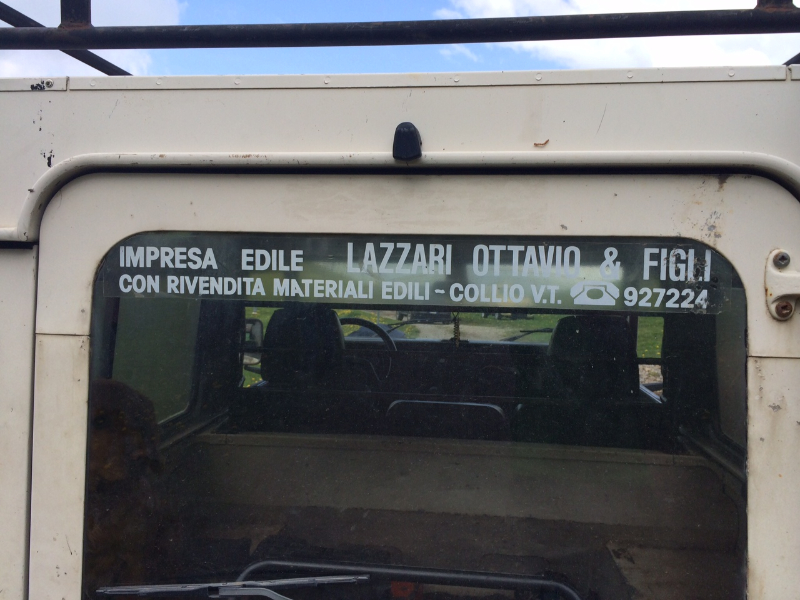 IMPRESA EDILE LAZZARI OTTAVIO & FIGLI
CON RIVENDITA MATERIALI EDILI - COLLIO V.T. ☎ 927224